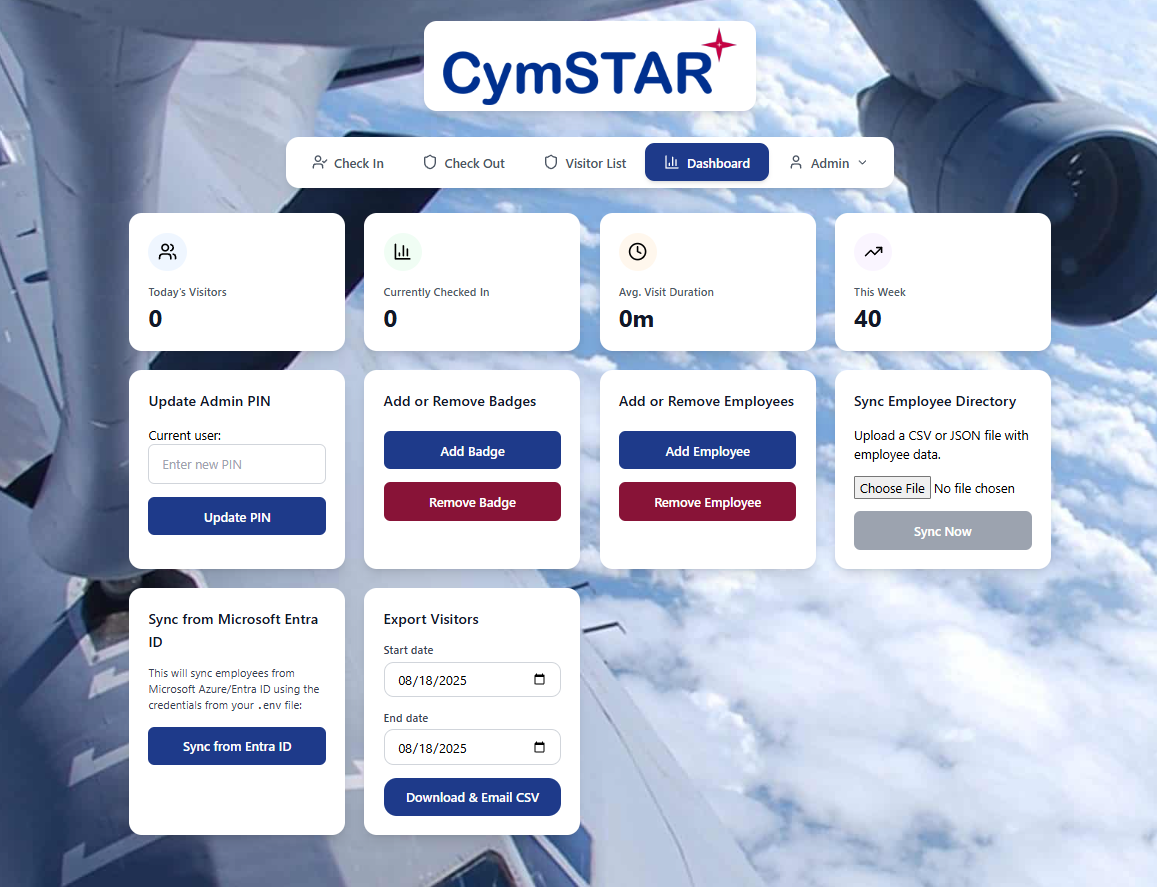 CymSTAR
Check In
Check Out
Visitor List
Dashboard
Admin
Today's Visitors
0
Currently Checked In
0
Avg. Visit Duration
0m
This Week
40
Update Admin PIN
Current user:
Enter new PIN
Update PIN
Add or Remove Badges
Add Badge
Remove Badge
Add or Remove Employees
Add Employee
Remove Employee
Sync Employee Directory
Upload a CSV or JSON file with
employee data.
Choose File No file chosen
Sync Now
Sync from Microsoft Entra
ID
This will sync employees from
Microsoft Azure/Entra ID using the
credentials from your .env file:
Sync from Entra ID
Export Visitors
Start date
08/18/2025
End date
08/18/2025
Download & Email CSV